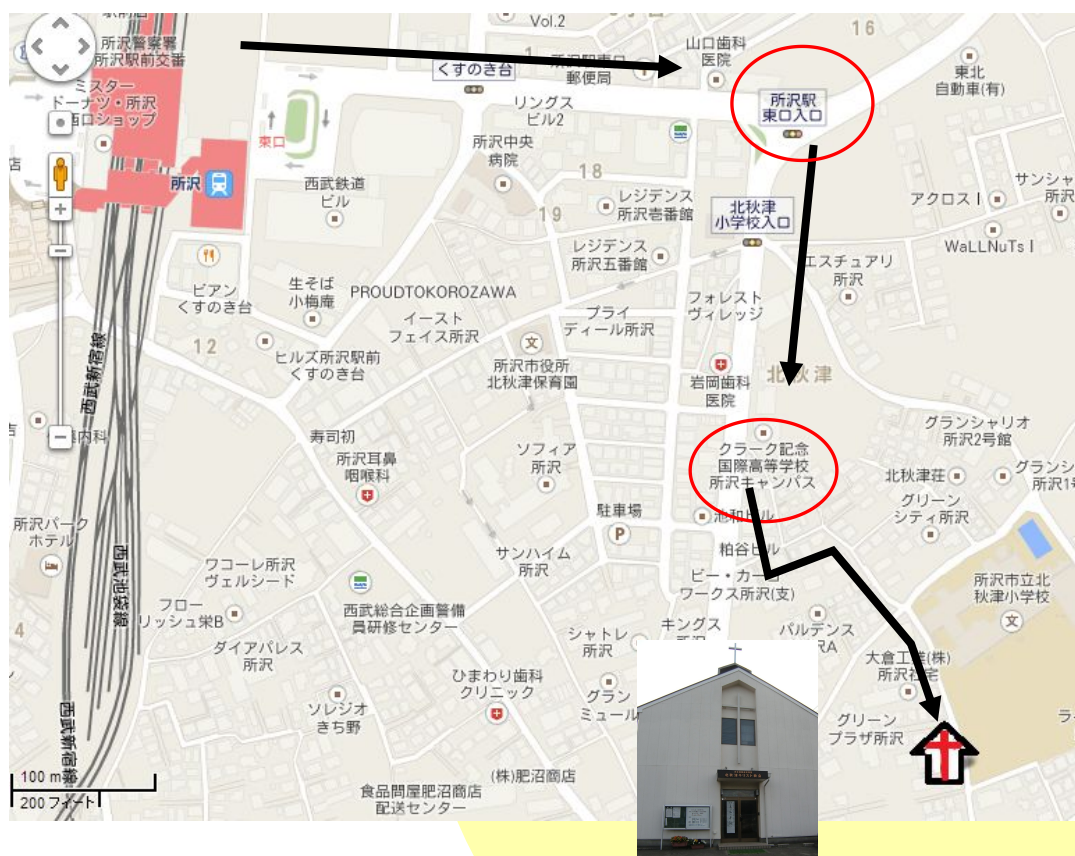 Vol.2
16
所沢警察署
所沢駅前交番
山口歯科
医院
所沢駅東口
郵便局
くすのき台
東北
自動車(有)
ミスター
ドーナツ・所沢
所沢駅
東口入口
リングス
ビル2
東口
所沢中央
病院
18
サンシャ
所沢
所沢
西武鉄道
ビル
レジデンス
所沢壱番館
アクロス I
19
北秋津
小学校入口
WaLLNuTs I
レジデンス
所沢五番館
エスチュアリ
所沢
生そば
小梅庵
ビアン
くすのき台
PROUDTOKOROZAWA
フォレスト
ヴィレッジ
イースト
フェイス所沢
プライ
ディール所沢
12
ヒルズ所沢駅前
くすのき台
所沢市役所
北秋津保育園
西武新宿線
岩岡歯科
医院
北秋津
グランシャリオ
所沢2号館
寿司初
所沢耳鼻
咽喉科
ソフィア
所沢
クラーク記念
国際高等学校
所沢キャンパス
北秋津荘
グランシ
所沢1号
グリーン
シティ所沢
駐車場
P
池和ビル
所沢パーク
ホテル
サンハイム
所沢
粕谷ビル
ワコーレ所沢
ヴェルシード
西武池袋線
ビー・カーゴ
ワークス所沢(支)
所沢市立北
秋津小学校
フロー
リッシュ栄B
西武総合企画警備
員研修センター
4
ダイアパレス
所沢
シャトレ
所沢
キングス
パルデンス
大倉工業(株)
所沢社宅
ひまわり歯科
クリニック
グラン
ミュール
ソレジオ
きち野
グリーン
プラザ所沢
西武新宿線
100 m
200 フィート
(株)肥沼商店
食品問屋肥沼商店
配送センター